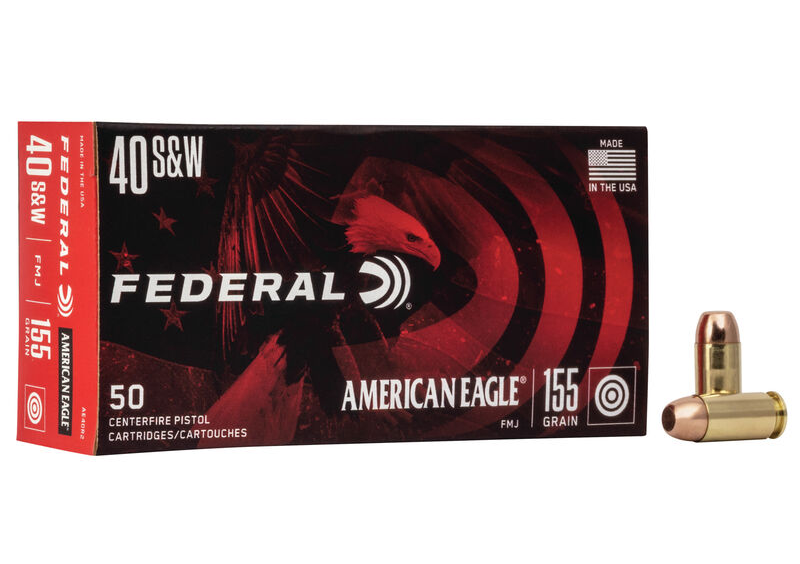 40 S&W
FEDERAL®
50
CENTERFIRE PISTOL
CARTRIDGES/CARTOUCHES
AMERICAN EAGLE®
FMJ
155
GRAIN
MADE
IN THE USA
MADE IN THE USA
40 S&W
FEDERAL
FMJ
155
GRAIN
AMERICAN EAGLE®
AE40R2